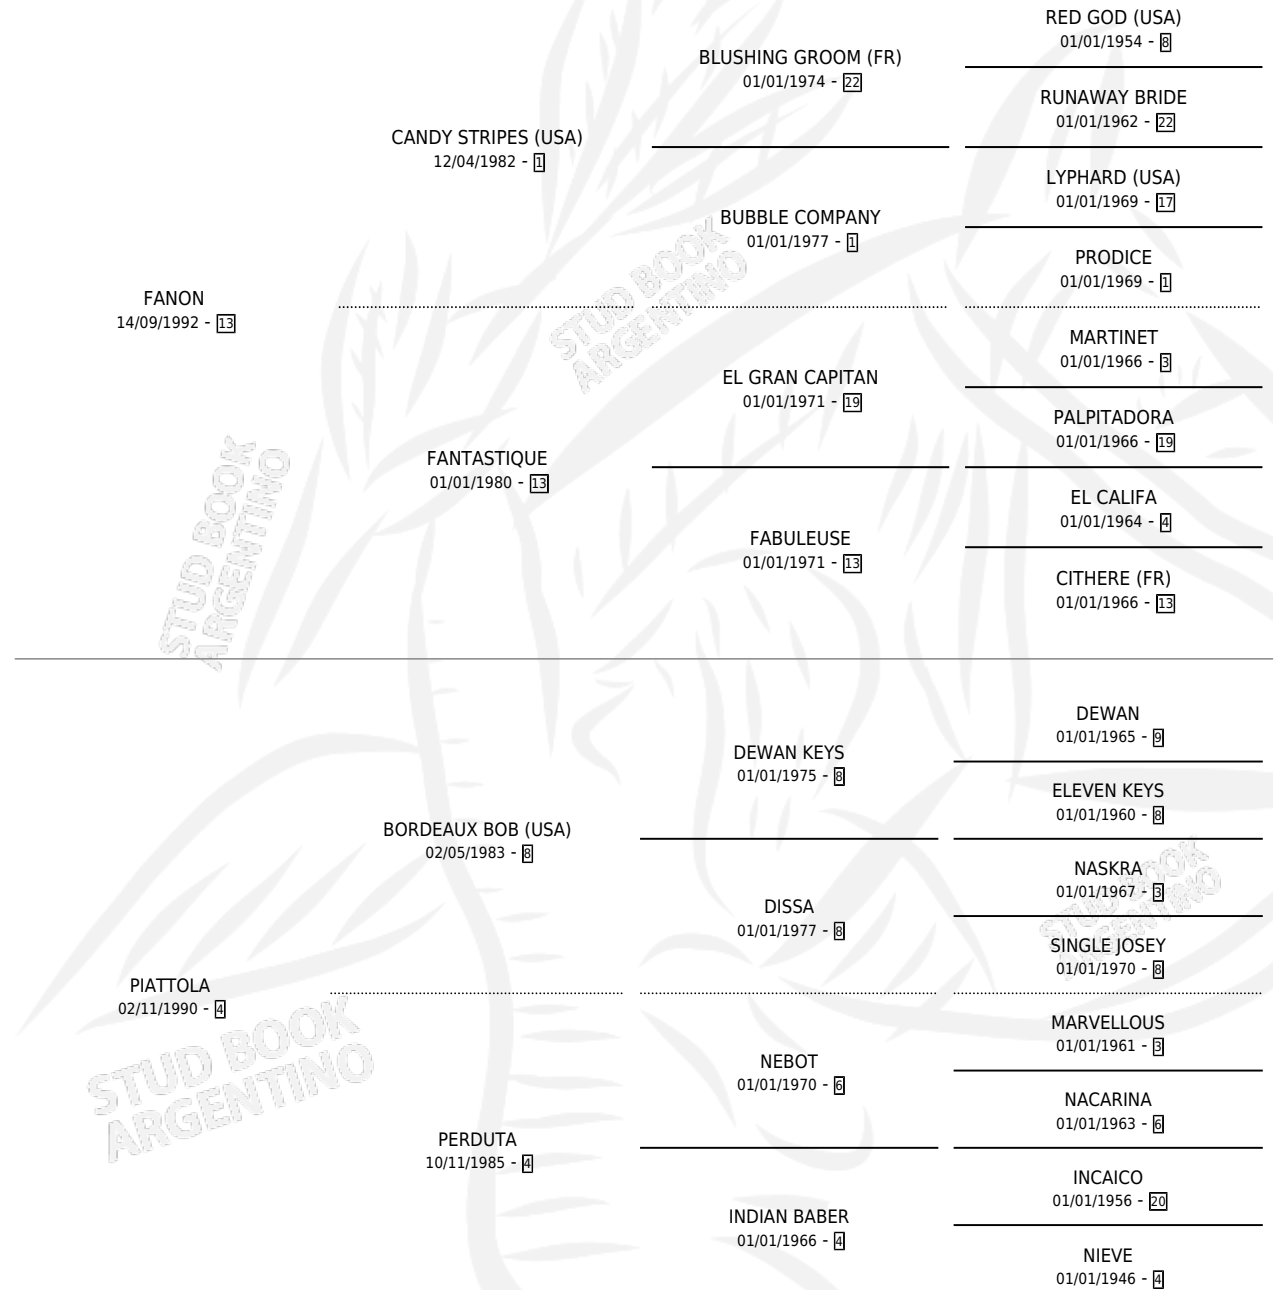 RED GOD (USA)
01/01/1954 - 8
BLUSHING GROOM (FR)
01/01/1974 - 22
RUNAWAY BRIDE
01/01/1962 - 22
CANDY STRIPES (USA)
12/04/1982 - 1
LYPHARD (USA)
01/01/1969 - 17
BUBBLE COMPANY
01/01/1977 - 1
PRODICE
01/01/1969 - 1
FANON
14/09/1992 - 13
MARTINET
01/01/1966 - 3
EL GRAN CAPITAN
01/01/1971 - 19
PALPITADORA
01/01/1966 - 19
FANTASTIQUE
01/01/1980 - 13
EL CALIFA
01/01/1964 - 4
FABULEUSE
01/01/1971 - 13
CITHERE (FR)
01/01/1966 - 13
DEWAN
01/01/1965 - 9
DEWAN KEYS
01/01/1975 - 8
ELEVEN KEYS
01/01/1960 - 8
BORDEAUX BOB (USA)
02/05/1983 - 8
NASKRA
01/01/1967 - 3
DISSA
01/01/1977 - 8
SINGLE JOSEY
01/01/1970 - 8
PIATTOLA
02/11/1990 - 4
MARVELLOUS
01/01/1961 - 3
NEBOT
01/01/1970 - 6
NACARINA
01/01/1963 - 6
PERDUTA
10/11/1985 - 4
INCAICO
01/01/1956 - 20
INDIAN BABER
01/01/1966 - 4
NIEVE
01/01/1946 - 4
STUD BOOK
ARGENTINO
STUD BOOK
ARGENTINO
STUD BOOK
ARGENTINO
STUD BOOK
ARGENTINO